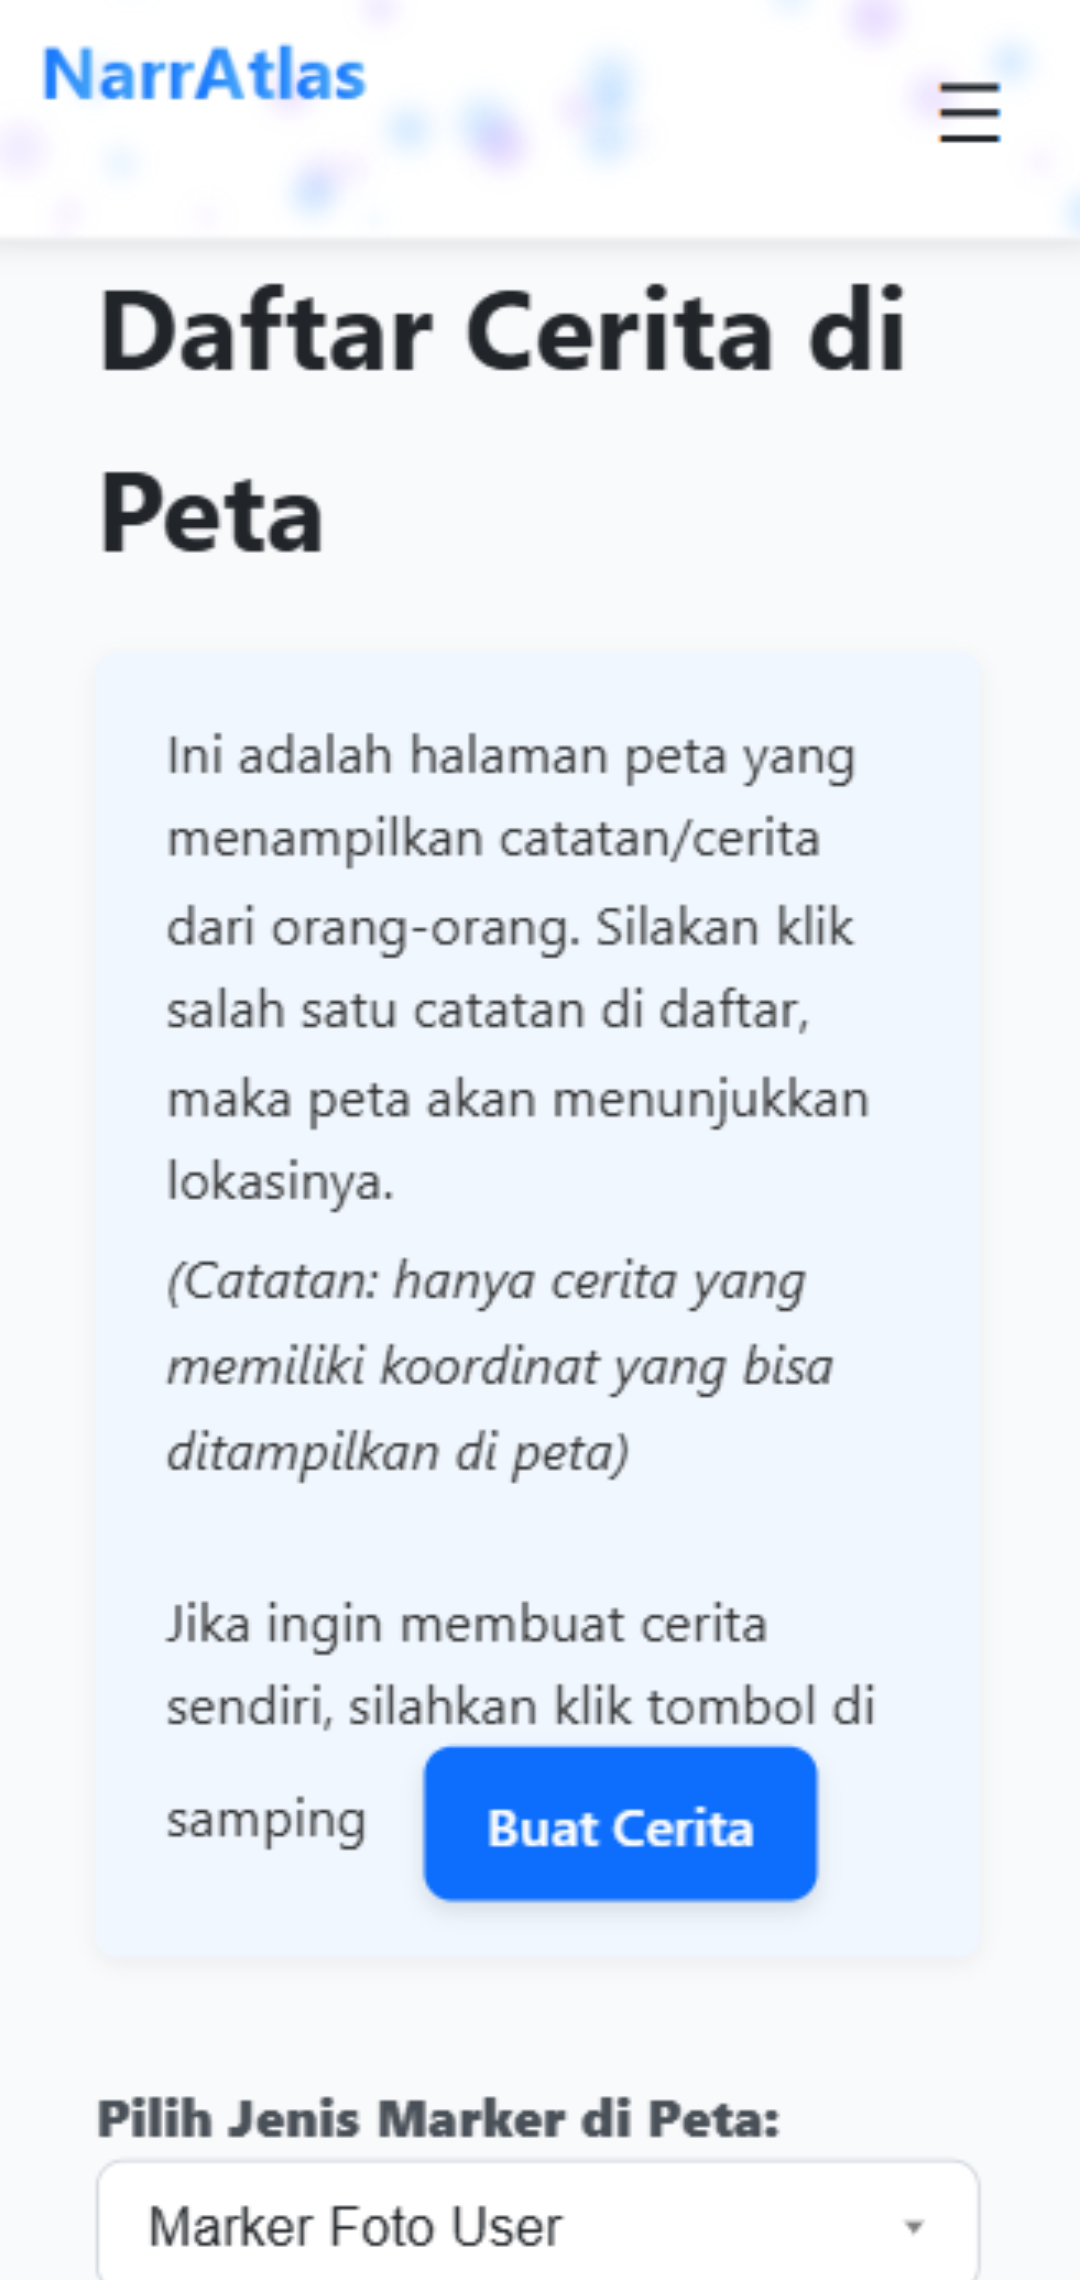 NarrAtlas
Daftar Cerita di
Peta
Ini adalah halaman peta yang
menampilkan catatan/cerita
dari orang-orang. Silakan klik
salah satu catatan di daftar,
maka peta akan menunjukkan
lokasinya.
(Catatan: hanya cerita yang
memiliki koordinat yang bisa
ditampilkan di peta)
Jika ingin membuat cerita
sendiri, silahkan klik tombol di
samping Buat Cerita
Pilih Jenis Marker di Peta:
Marker Foto User